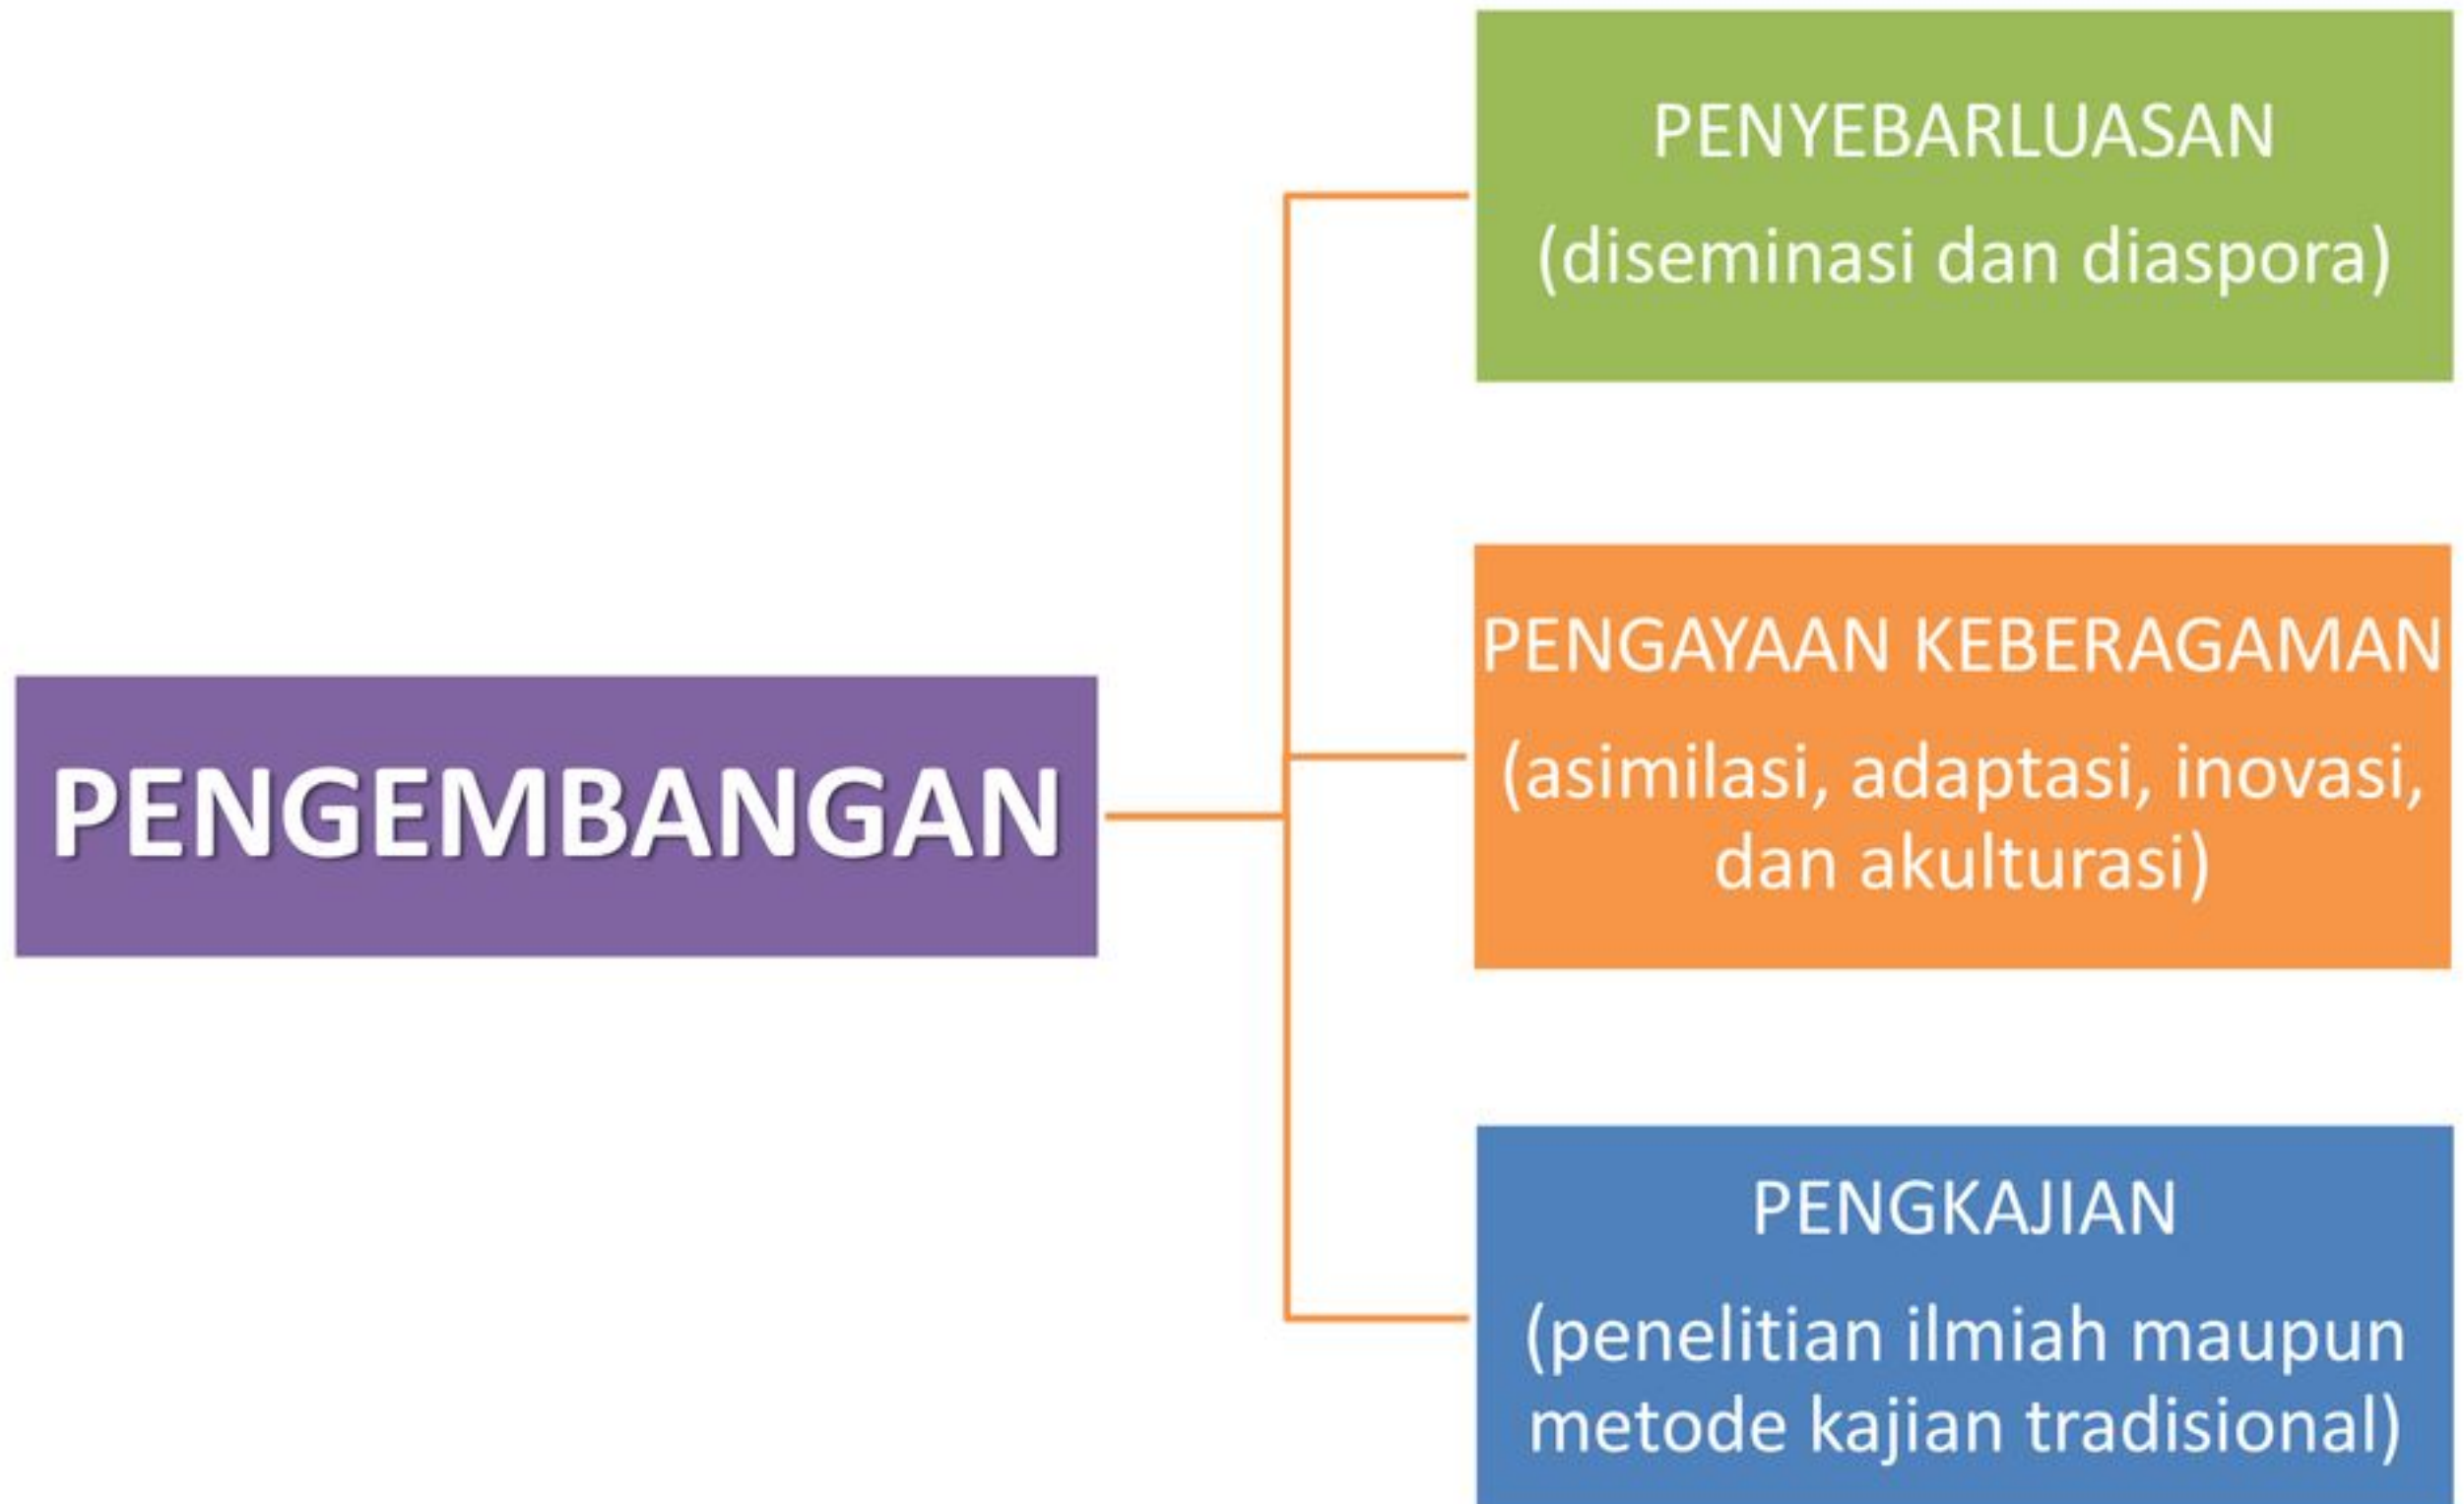 PENGEMBANGAN
PENYEBARLUASAN
(diseminasi dan diaspora)
PENGAYAAN KEBERAGAMAN
(asimilasi, adaptasi, inovasi,
dan akulturasi)
PENGKAJIAN
(penelitian ilmiah maupun
metode kajian tradisional)